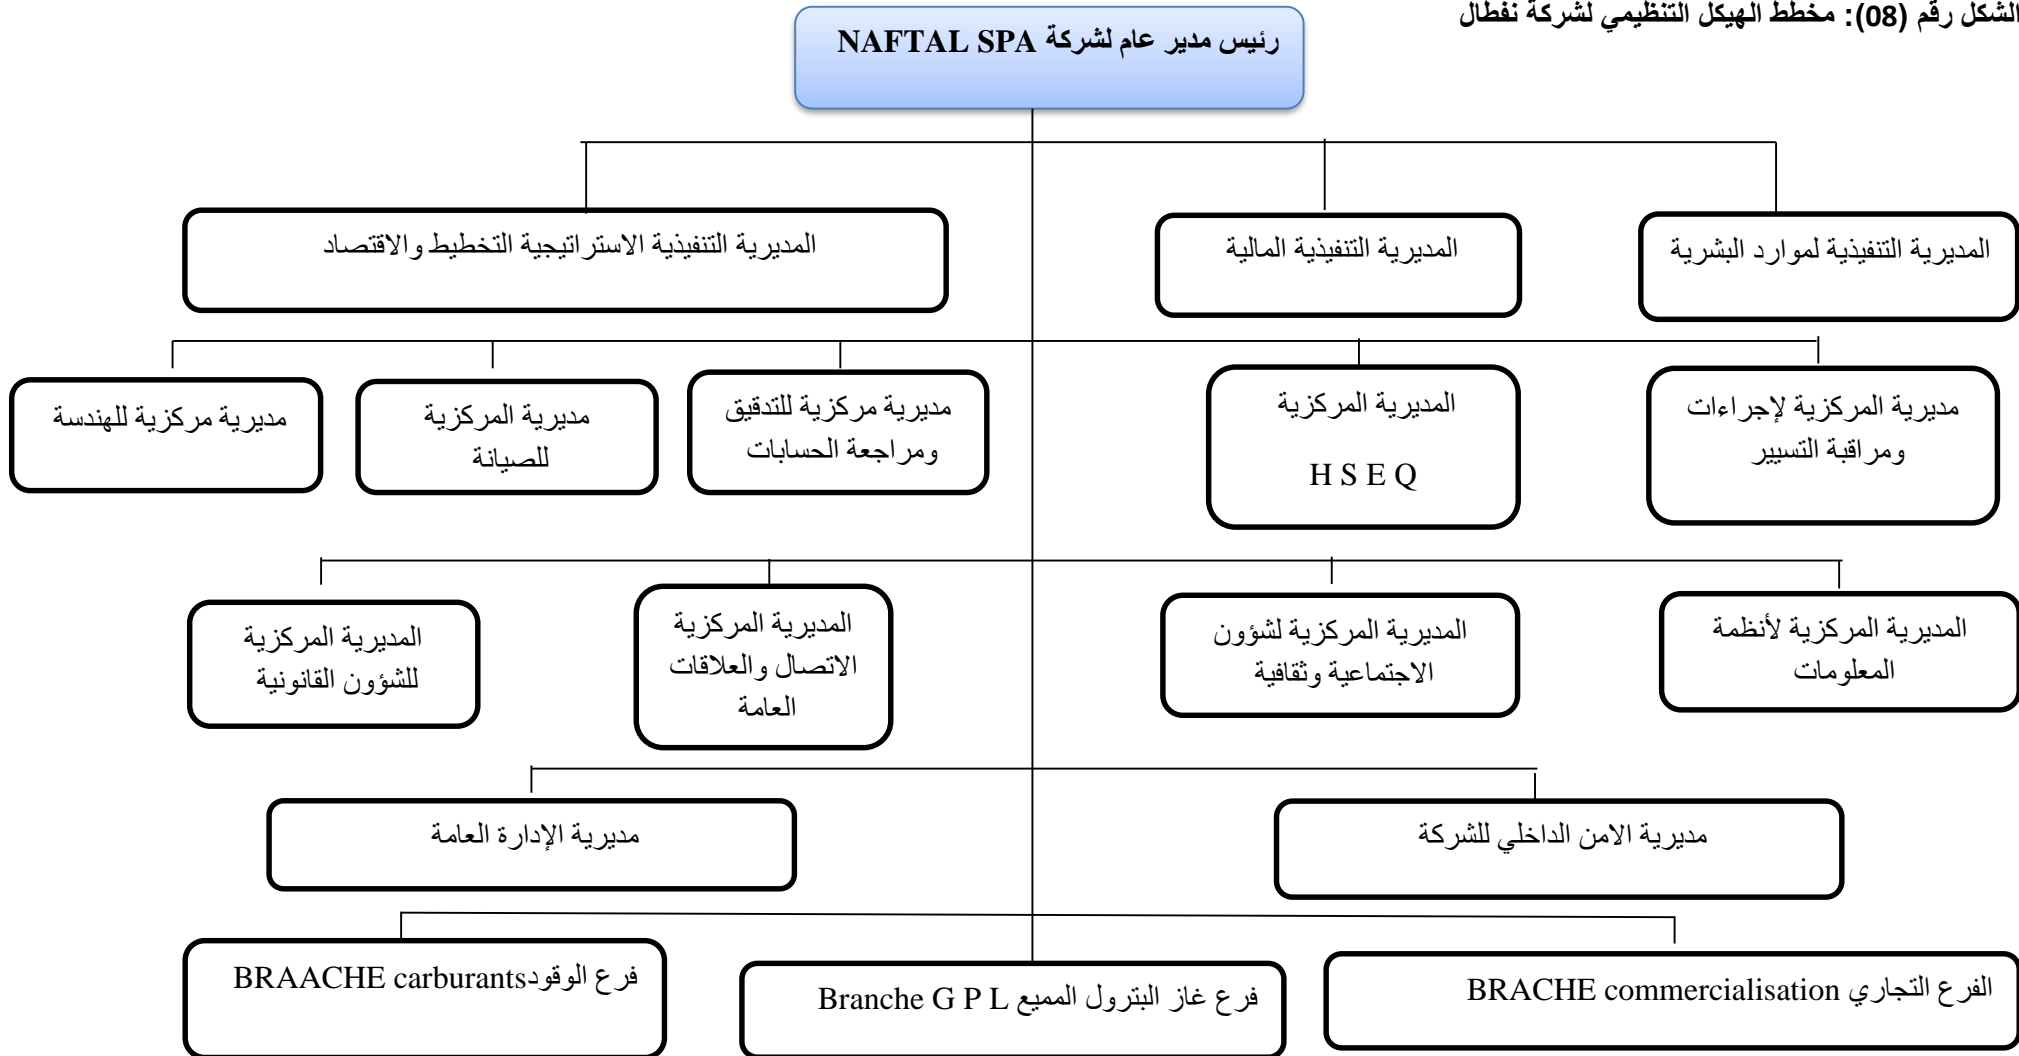 الشكل رقم (08): مخطط الهيكل التنظيمي لشركة نفطال
رئيس مدير عام لشركة NAFTAL SPA
المديرية التنفيذية لموارد البشرية
المديرية التنفيذية المالية
المديرية التنفيذية الاستراتيجية التخطيط والاقتصاد
مديرية المركزية لإجراءات
ومراقبة التسيير
المديرية المركزية
H S E Q
مديرية مركزية للتدقيق
ومراجعة الحسابات
مديرية المركزية
للصيانة
مديرية مركزية للهندسة
المديرية المركزية لأنظمة
المعلومات
المديرية المركزية لشؤون
الاجتماعية وثقافية
المديرية المركزية
الاتصال والعلاقات
العامة
المديرية المركزية
للشؤون القانونية
مديرية الامن الداخلي للشركة
مديرية الإدارة العامة
الفرع التجاري BRACHE commercialisation
فرع غاز البترول المميع Branche G P L
فرع الوقودBRAACHE carburants